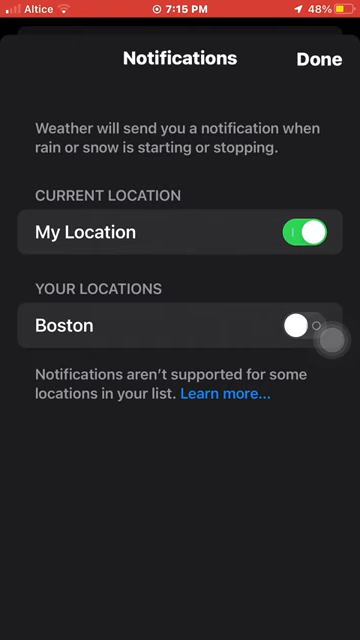 Altice 7:15 PM 48%
Notifications Done
Weather will send you a notification when
rain or snow is starting or stopping.
CURRENT LOCATION
My Location
YOUR LOCATIONS
Boston
Notifications aren’t supported for some
locations in your list. Learn more...